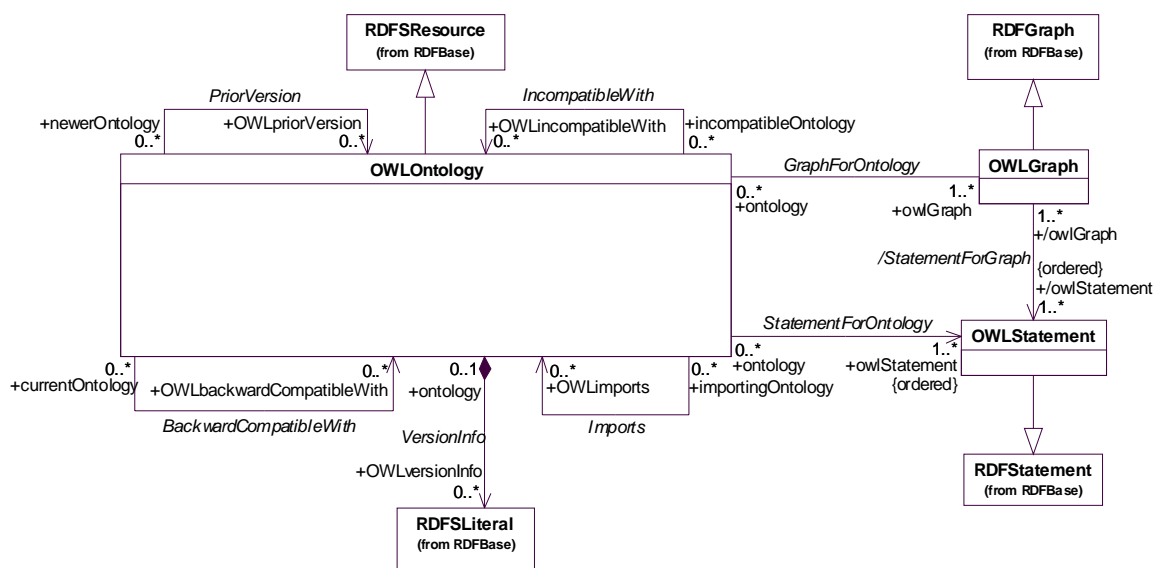 RDFSResource
(from RDFBase)
RDFGraph
(from RDFBase)
PriorVersion
IncompatibleWith
+newerOntology
+OWLpriorVersion
+OWLincompatibleWith
+incompatibleOntology
0..*
0..*
0..*
0..*
OWLOntology
GraphForOntology
OWLGraph
0..*
+ontology
1..*
+owlGraph
1..*
+/owlGraph
/StatementForGraph
{ordered}
+/owlStatement
1..*
StatementForOntology
OWLStatement
0..*
+ontology
1..*
+owlStatement
{ordered}
0..*
+currentOntology
0..*
+OWLbackwardCompatibleWith
BackwardCompatibleWith
0..1
+ontology
0..*
+OWLimports
0..*
+importingOntology
Imports
VersionInfo
+OWLversionInfo
0..*
RDFSLiteral
(from RDFBase)
RDFStatement
(from RDFBase)